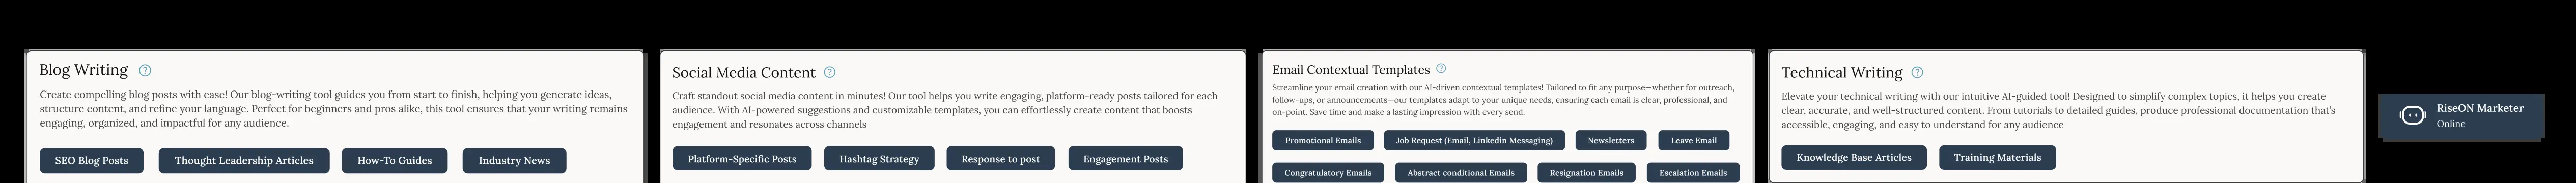 Blog Writing ?
Create compelling blog posts with ease! Our blog-writing tool guides you from start to finish, helping you generate ideas,
structure content, and refine your language. Perfect for beginners and pros alike, this tool ensures that your writing remains
engaging, organized, and impactful for any audience.
SEO Blog Posts
Thought Leadership Articles
How-To Guides
Industry News
Social Media Content ?
Craft standout social media content in minutes! Our tool helps you write engaging, platform-ready posts tailored for each
audience. With AI-powered suggestions and customizable templates, you can effortlessly create content that boosts
engagement and resonates across channels
Platform-Specific Posts
Hashtag Strategy
Response to post
Engagement Posts
Email Contextual Templates ?
Streamline your email creation with our AI-driven contextual templates! Tailored to fit any purpose—whether for outreach,
follow-ups, or announcements—our templates adapt to your unique needs, ensuring each email is clear, professional, and
on-point. Save time and make a lasting impression with every send.
Promotional Emails
Job Request (Email, Linkedin Messaging)
Newsletters
Leave Email
Congratulatory Emails
Abstract conditional Emails
Resignation Emails
Escalation Emails
Technical Writing ?
Elevate your technical writing with our intuitive AI-guided tool! Designed to simplify complex topics, it helps you create
clear, accurate, and well-structured content. From tutorials to detailed guides, produce professional documentation that's
accessible, engaging, and easy to understand for any audience
Knowledge Base Articles
Training Materials
RiseON Marketer
Online